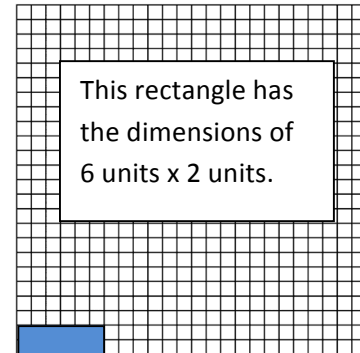 This rectangle has
the dimensions of
6 units x 2 units.